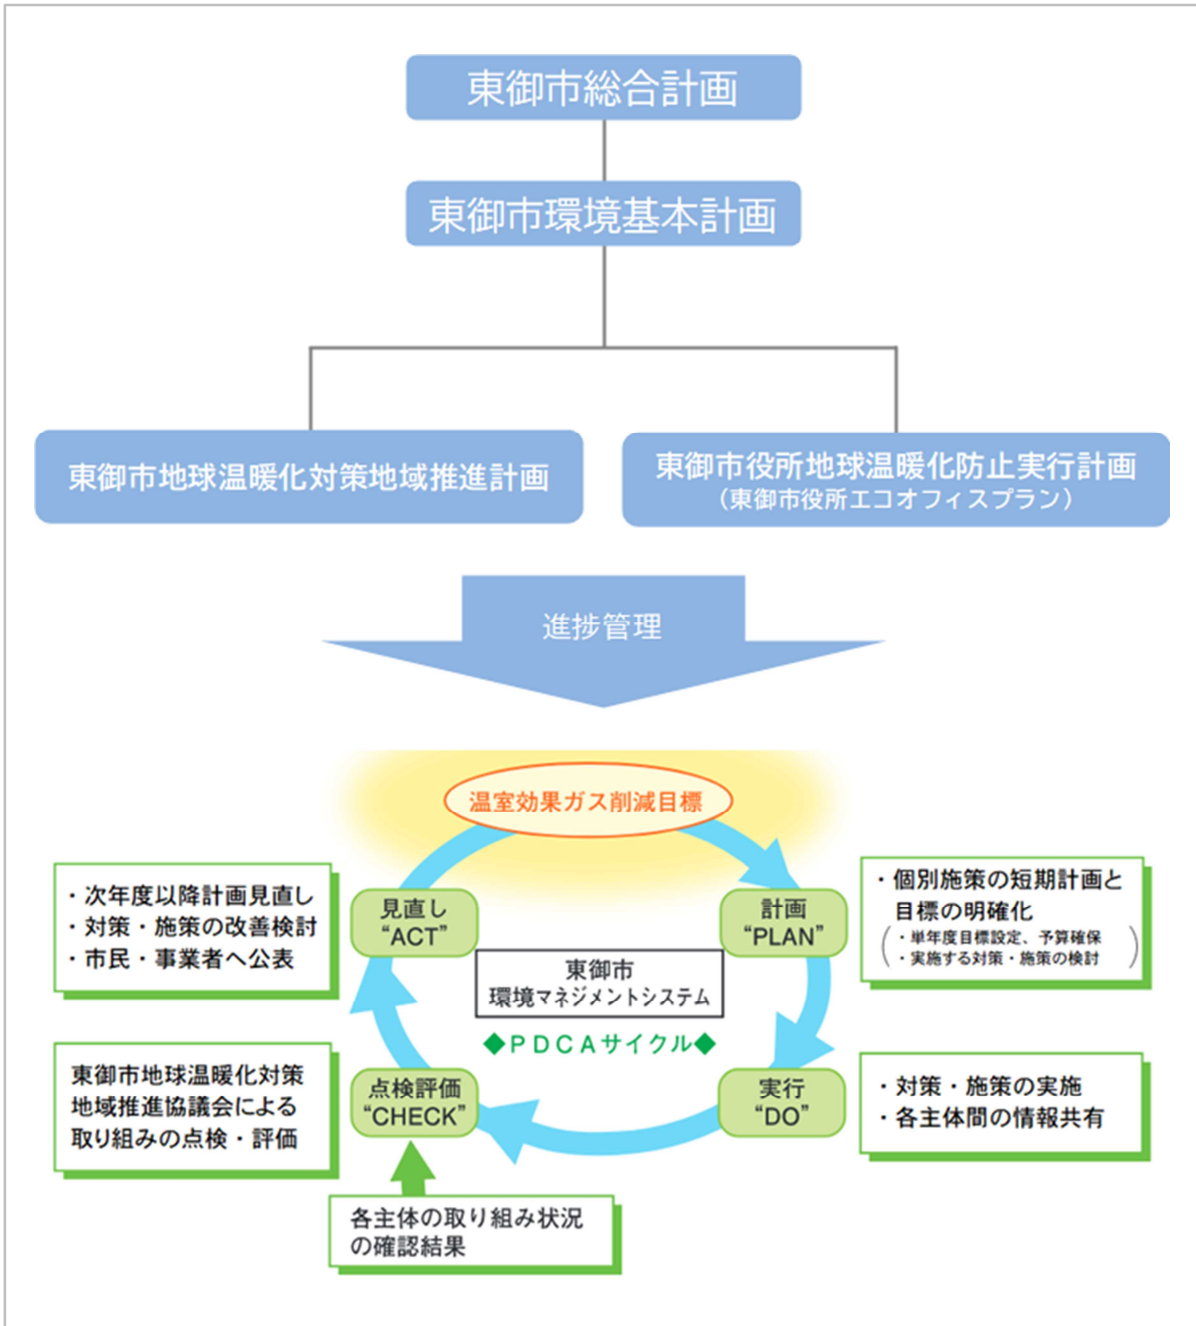 東御市総合計画
東御市環境基本計画
東御市地球温暖化対策地域推進計画
東御市役所地球温暖化防止実行計画
（東御市役所エコオフィスプラン）
進捗管理
温室効果ガス削減目標
・次年度以降計画見直し
・対策・施策の改善検討
・市民・事業者へ公表
見直し
“ACT”
計画
“PLAN”
・個別施策の短期計画と
目標の明確化
（・単年度目標設定、予算確保
・実施する対策・施策の検討）
東御市
環境マネジメントシステム
◆ＰＤＣＡサイクル◆
東御市地球温暖化対策
地域推進協議会による
取り組みの点検・評価
点検評価
“CHECK”
実行
“DO”
・対策・施策の実施
・各主体間の情報共有
各主体の取り組み状況
の確認結果